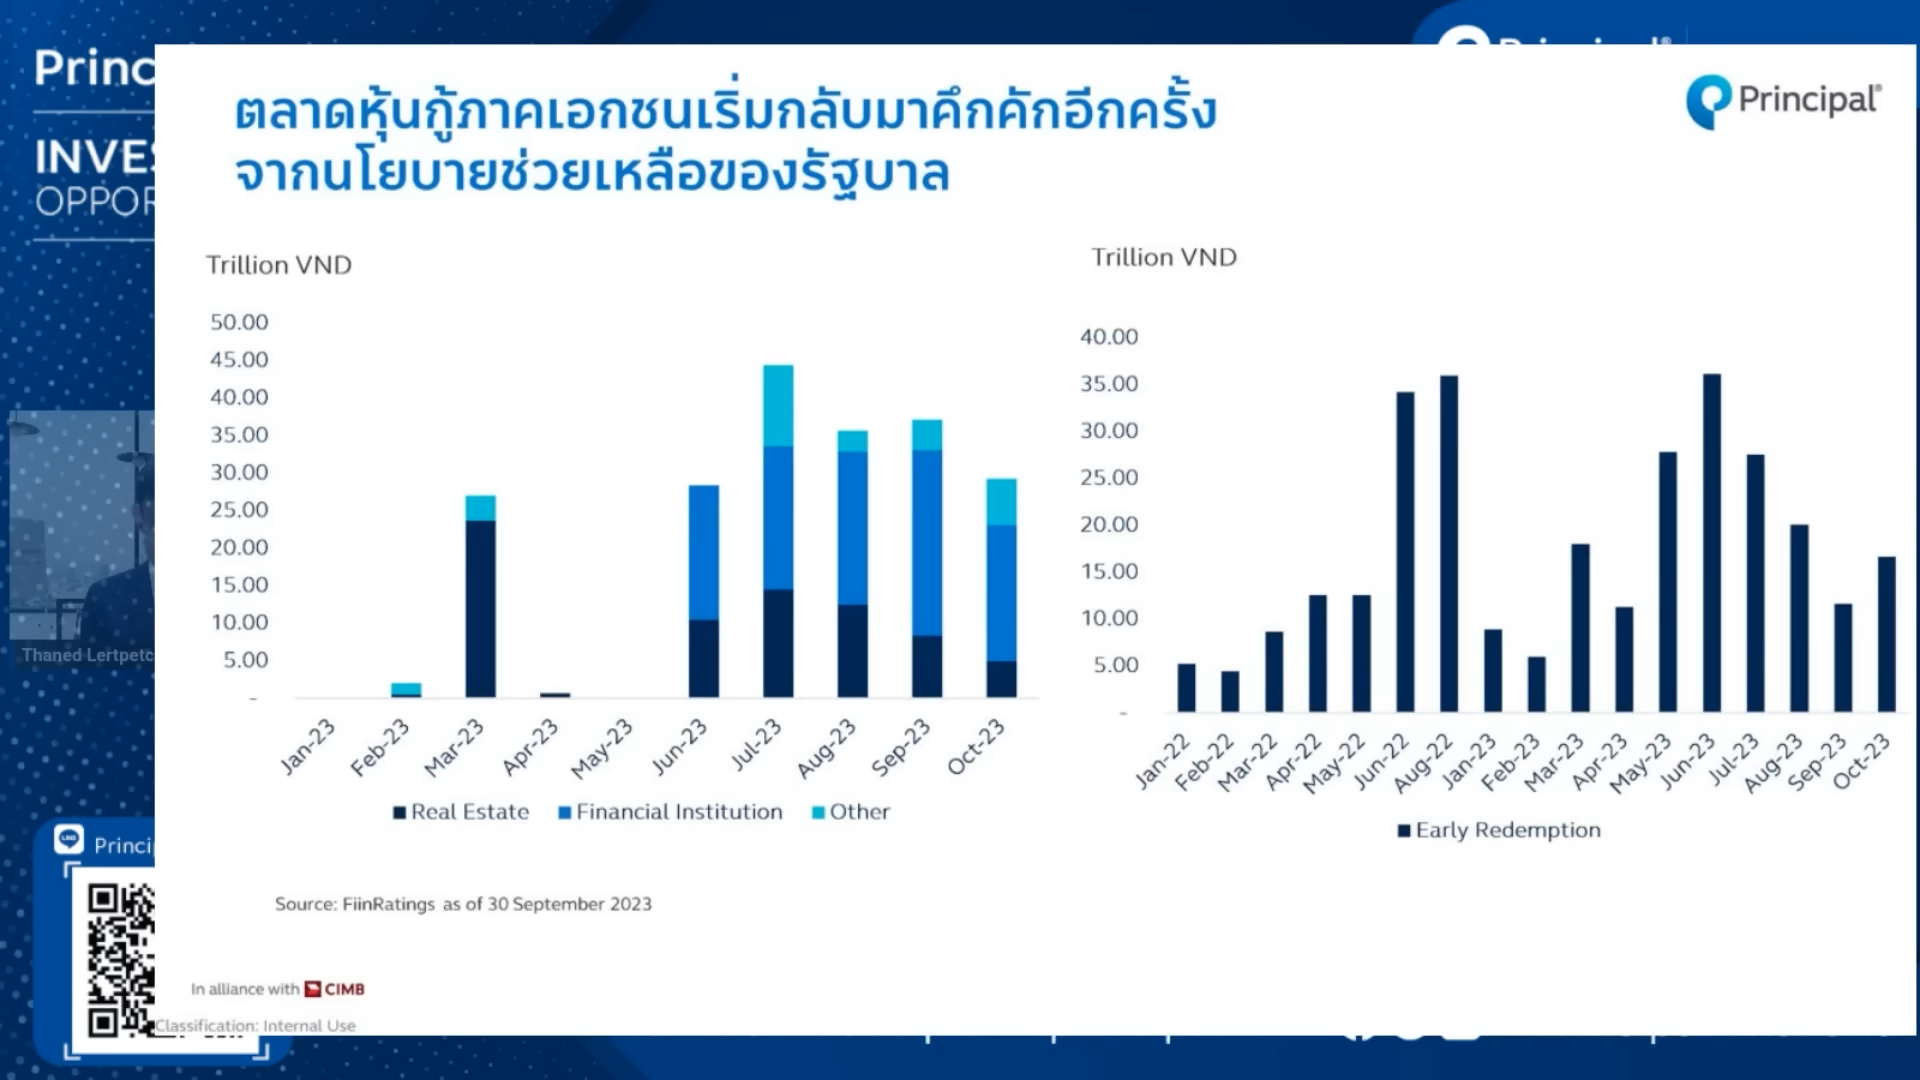 Princ
INVES
OPPOR
ตลาดหุ้นกู้ภาคเอกชนเริ่มกลับมาคึกคักอีกครั้ง
จากนโยบายช่วยเหลือของรัฐบาล
Principal®
Trillion VND
50.00
45.00
40.00
35.00
30.00
25.00
20.00
15.00
10.00
5.00
-
Jan-23
Feb-23
Mar-23
Apr-23
May-23
Jun-23
Jul-23
Aug-23
Sep-23
Oct-23
Real Estate Financial Institution Other
Trillion VND
40.00
35.00
30.00
25.00
20.00
15.00
10.00
5.00
-
Jan-22
Feb-22
Mar-22
Apr-22
May-22
Jun-22
Aug-22
Jan-23
Feb-23
Mar-23
Apr-23
May-23
Jun-23
Jul-23
Aug-23
Sep-23
Oct-23
Early Redemption
Thaned Lertpetc
LINE
Princi
Source: FiinRatings as of 30 September 2023
In alliance with CIMB
Classification: Internal Use